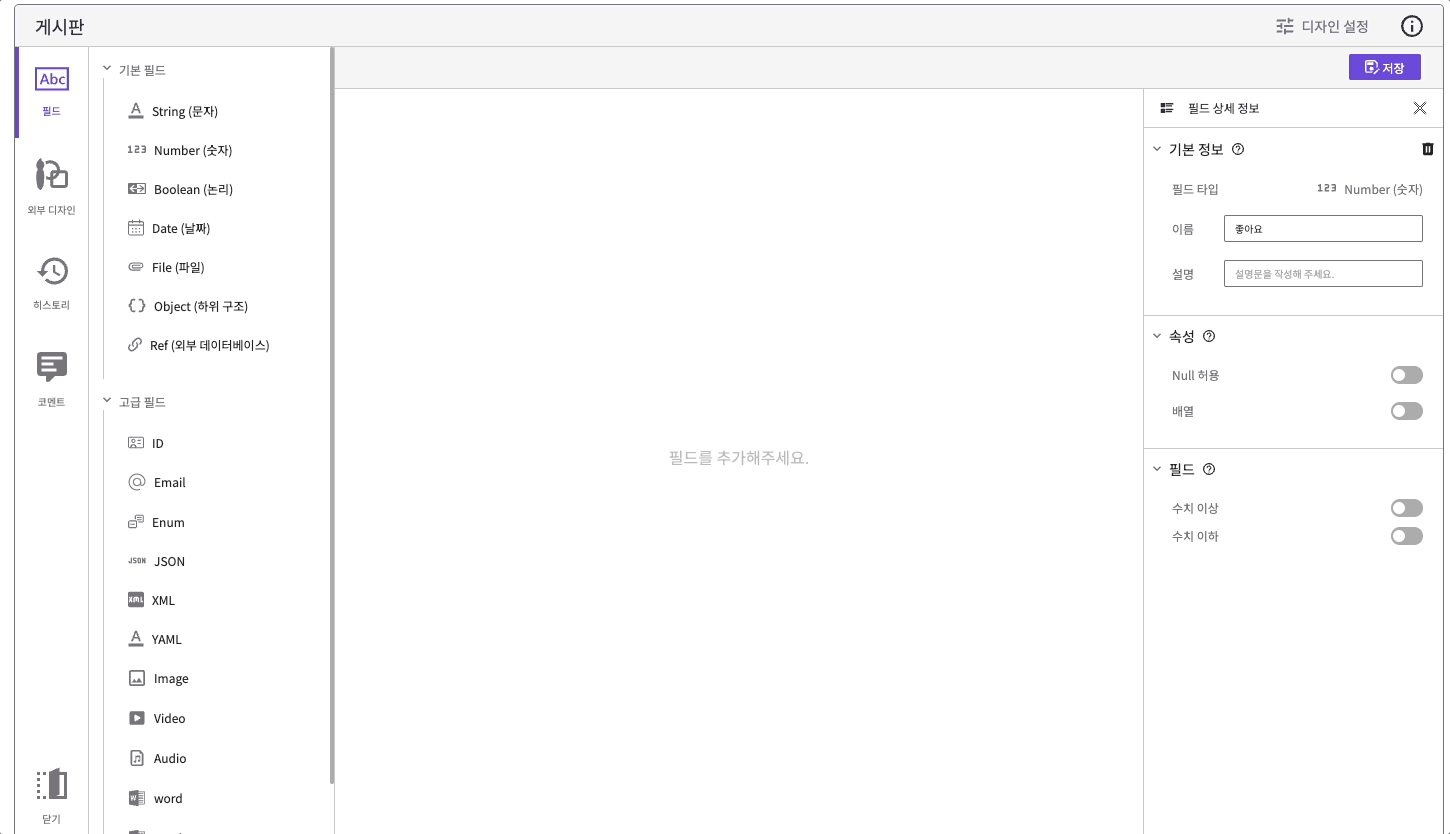 게시판
디자인 설정
저장
Abc
필드
외부 디자인
히스토리
코멘트
닫기
기본 필드
String (문자)
123 Number (숫자)
Boolean (논리)
Date (날짜)
File (파일)
Object (하위 구조)
Ref (외부 데이터베이스)
고급 필드
ID
Email
Enum
JSON JSON
XML XML
YAML
Image
Video
Audio
word
필드를 추가해주세요.
필드 상세 정보
기본 정보
필드 타입 123 Number (숫자)
이름 좋아요
설명 설명문을 작성해 주세요.
속성
Null 허용
배열
필드
수치 이상
수치 이하